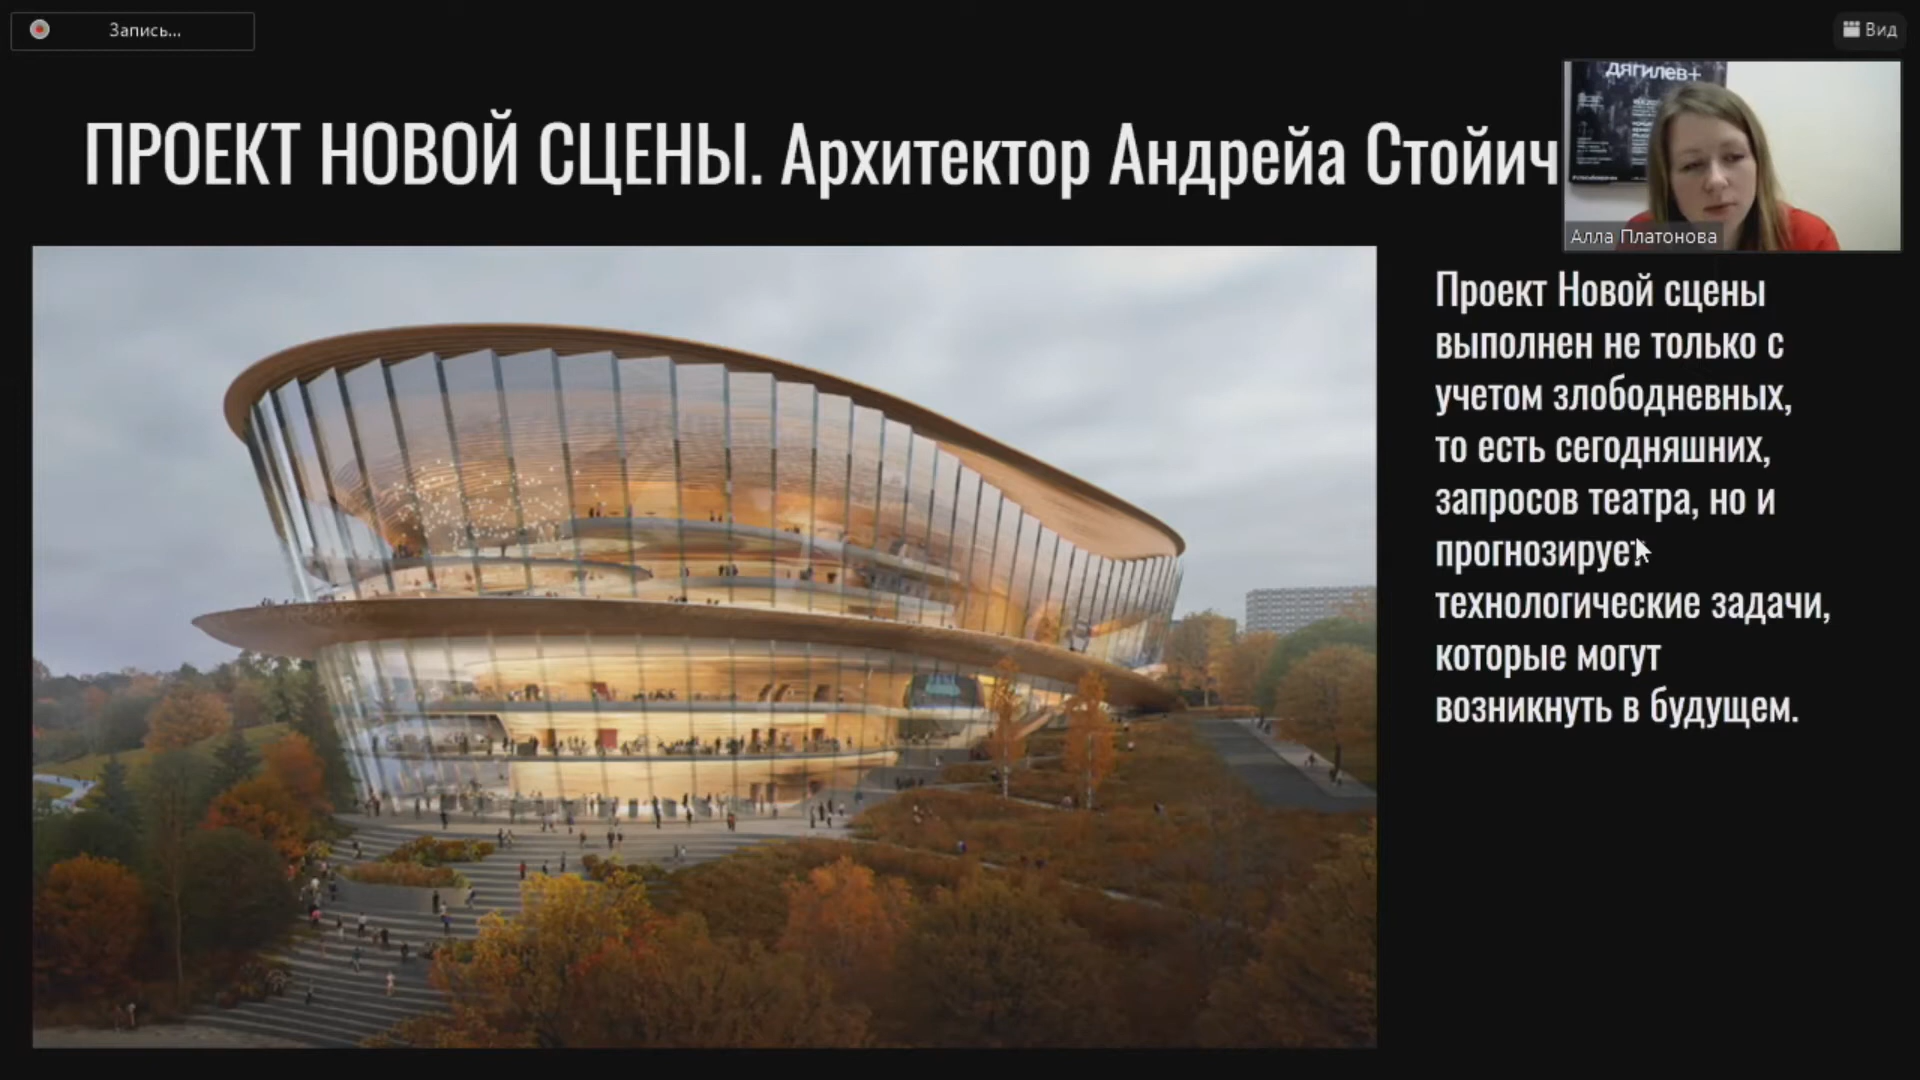 Запись...
Вид
ДЯГИЛЕВ+
ПРОЕКТ НОВОЙ СЦЕНЫ. Архитектор Андрейа Стойич
Алла Платонова
Проект Новой сцены
выполнен не только с
учетом злободневных,
то есть сегодняшних,
запросов театра, но и
прогнозирует
технологические задачи,
которые могут
возникнуть в будущем.